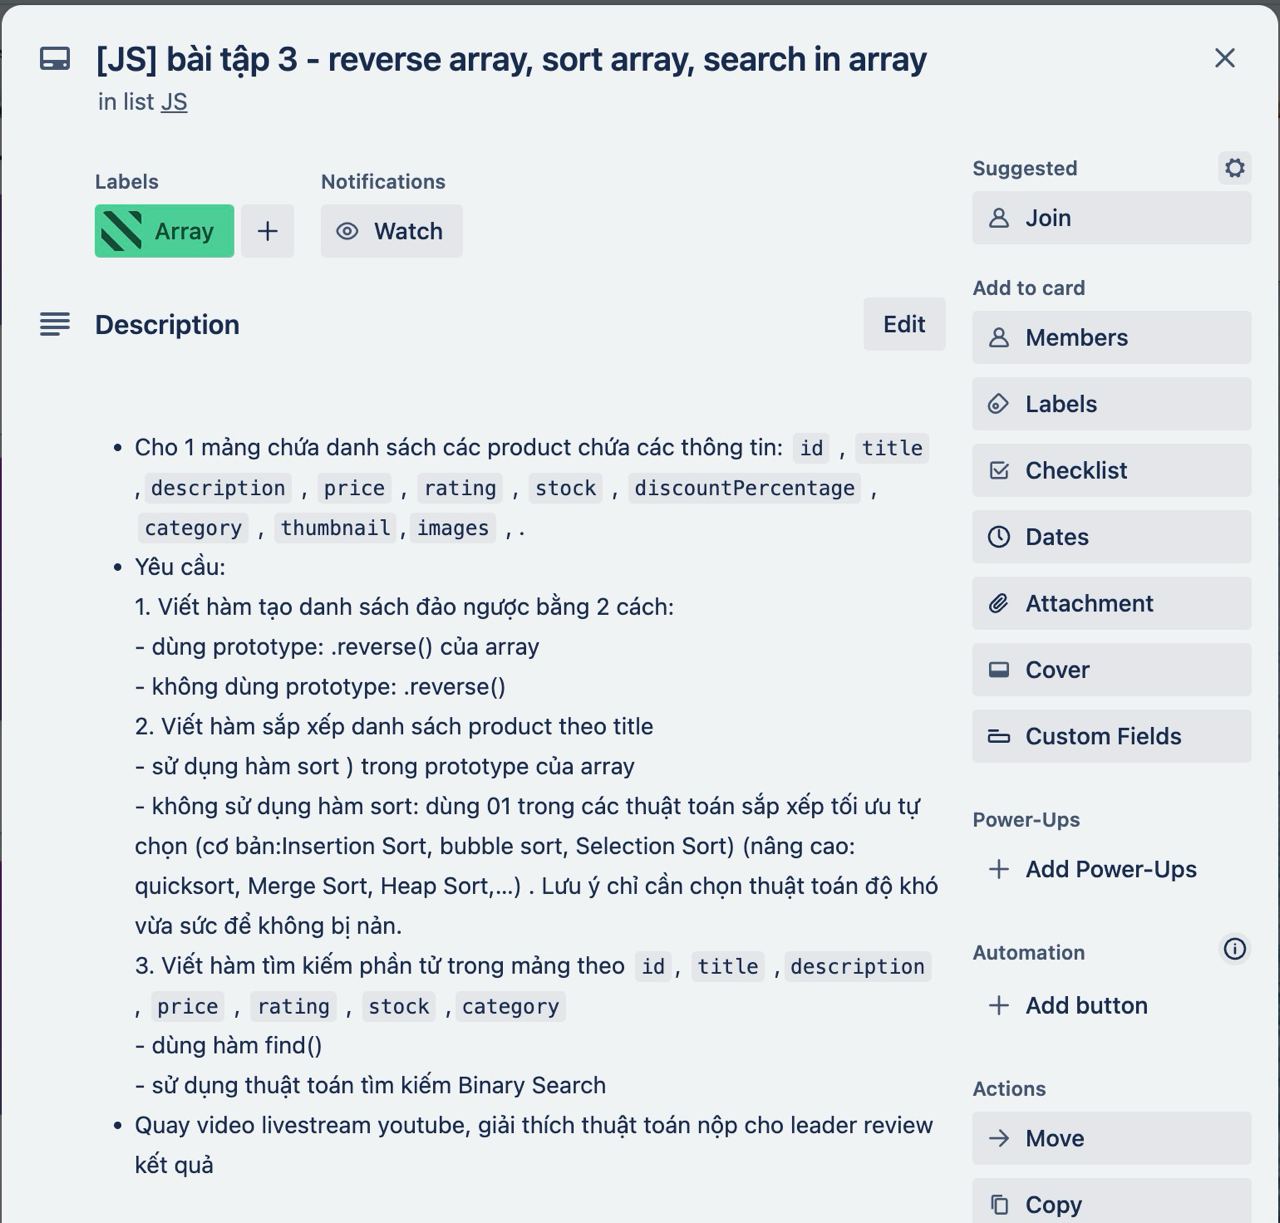 [JS] bài tập 3 - reverse array, sort array, search in array
in list JS
Labels
Notifications
Array
Watch
Description
Edit
• Cho 1 mảng chứa danh sách các product chứa các thông tin: id , title
, description , price , rating , stock , discountPercentage ,
category , thumbnail , images , .
• Yêu cầu:
1. Viết hàm tạo danh sách đảo ngược bằng 2 cách:
- dùng prototype: .reverse() của array
- không dùng prototype: .reverse()
2. Viết hàm sắp xếp danh sách product theo title
- sử dụng hàm sort ) trong prototype của array
- không sử dụng hàm sort: dùng 01 trong các thuật toán sắp xếp tối ưu tự
chọn (cơ bản:Insertion Sort, bubble sort, Selection Sort) (nâng cao:
quicksort, Merge Sort, Heap Sort,...) . Lưu ý chỉ cần chọn thuật toán độ khó
vừa sức để không bị nản.
3. Viết hàm tìm kiếm phần tử trong mảng theo id , title , description
, price , rating , stock , category
- dùng hàm find()
- sử dụng thuật toán tìm kiếm Binary Search
• Quay video livestream youtube, giải thích thuật toán nộp cho leader review
kết quả
Suggested
Join
Add to card
Members
Labels
Checklist
Dates
Attachment
Cover
Custom Fields
Power-Ups
+ Add Power-Ups
Automation
+ Add button
Actions
Move
Copy